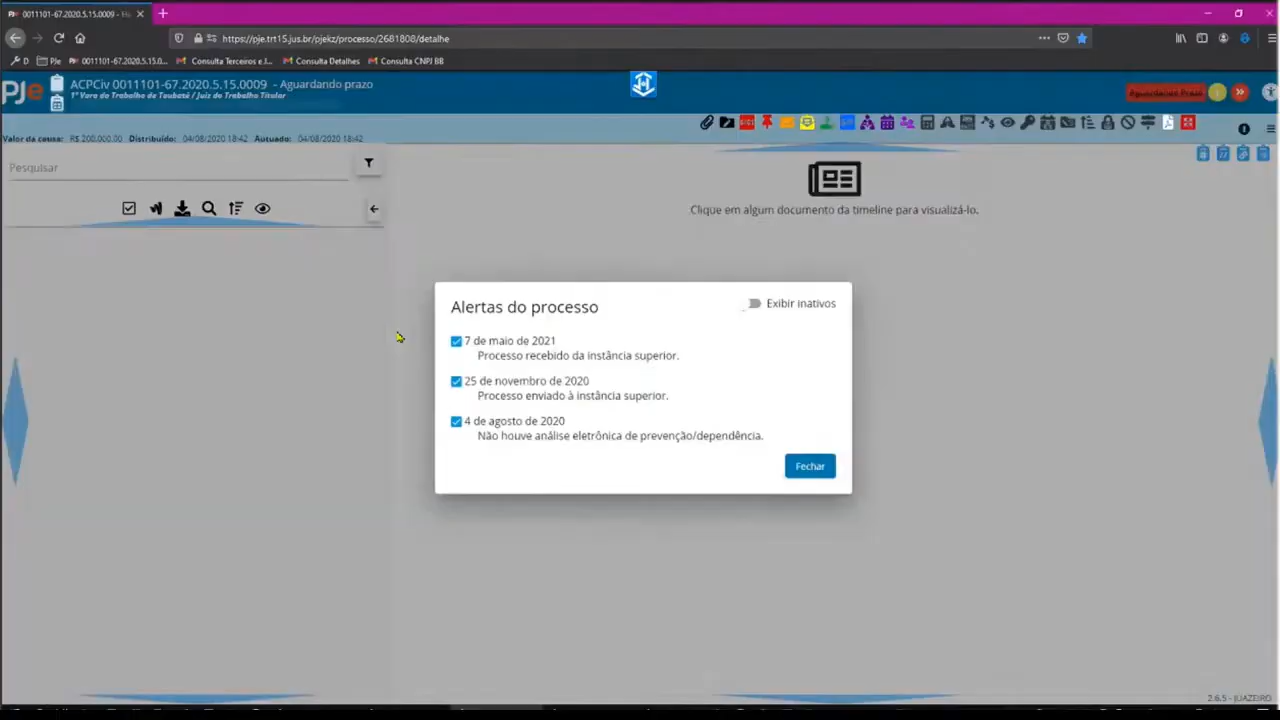 0011101-67.2020.5.15.0009 -
https://pje.trt15.jus.br/pjekz/processo/2681808/detalhe
D
PJe
0011101-67.2020.5.15.0...
Consulta Terceiros e I...
Consulta Detalhes
Consulta CNPJ BB
PJe
ACPCiv 0011101-67.2020.5.15.0009 - Aguardando prazo
1ª Vara do Trabalho de Taubaté / Juiz do Trabalho Titular
Aguardando Prazo
Valor da causa: R$ 200.000,00 Distribuído: 04/08/2020 18:42 Autuado: 04/08/2020 18:42
Pesquisar
Clique em algum documento da timeline para visualizá-lo.
Alertas do processo
Exibir inativos
7 de maio de 2021
Processo recebido da instância superior.
25 de novembro de 2020
Processo enviado à instância superior.
4 de agosto de 2020
Não houve análise eletrônica de prevenção/dependência.
Fechar
2.6.5 - JUAZEIRO